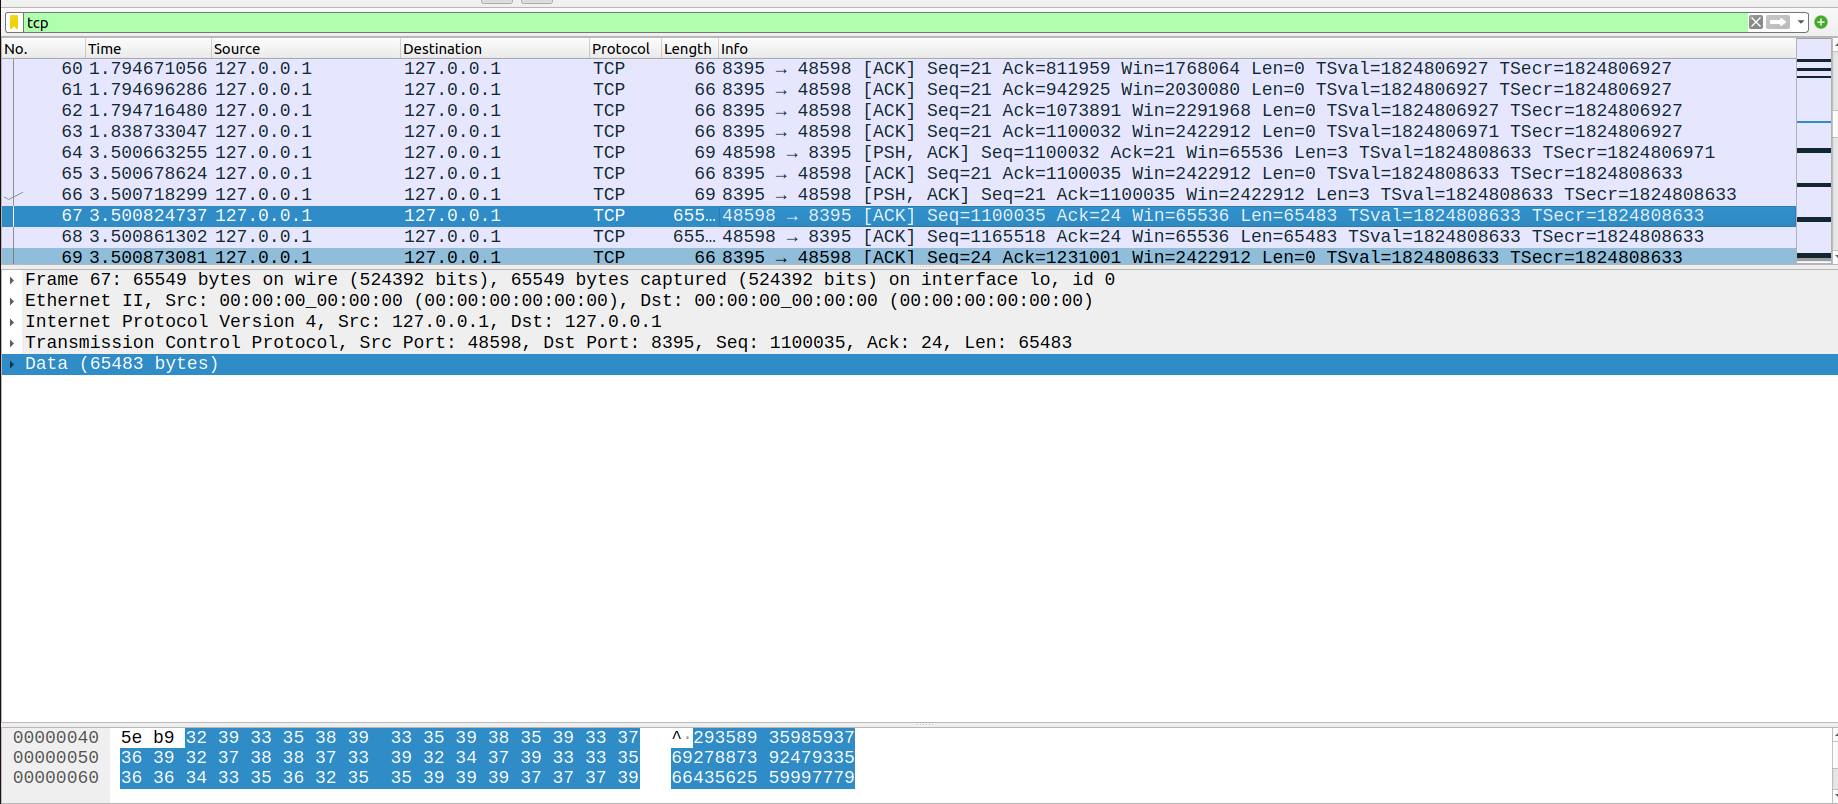 tcp
No. Time Source Destination Protocol Length Info
60 1.794671056 127.0.0.1 127.0.0.1 TCP 66 8395 → 48598 [ACK] Seq=21 Ack=811959 Win=1768064 Len=0 TSval=1824806927 TSecr=1824806927
61 1.794696286 127.0.0.1 127.0.0.1 TCP 66 8395 → 48598 [ACK] Seq=21 Ack=942925 Win=2030080 Len=0 TSval=1824806927 TSecr=1824806927
62 1.794716480 127.0.0.1 127.0.0.1 TCP 66 8395 → 48598 [ACK] Seq=21 Ack=1073891 Win=2291968 Len=0 TSval=1824806927 TSecr=1824806927
63 1.838733047 127.0.0.1 127.0.0.1 TCP 66 8395 → 48598 [ACK] Seq=21 Ack=1100032 Win=2422912 Len=0 TSval=1824806971 TSecr=1824806927
64 3.500663255 127.0.0.1 127.0.0.1 TCP 69 48598 → 8395 [PSH, ACK] Seq=1100032 Ack=21 Win=65536 Len=3 TSval=1824808633 TSecr=1824806971
65 3.500678624 127.0.0.1 127.0.0.1 TCP 66 8395 → 48598 [ACK] Seq=21 Ack=1100035 Win=2422912 Len=0 TSval=1824808633 TSecr=1824808633
66 3.500718299 127.0.0.1 127.0.0.1 TCP 69 8395 → 48598 [PSH, ACK] Seq=21 Ack=1100035 Win=2422912 Len=3 TSval=1824808633 TSecr=1824808633
67 3.500824737 127.0.0.1 127.0.0.1 TCP 655… 48598 → 8395 [ACK] Seq=1100035 Ack=24 Win=65536 Len=65483 TSval=1824808633 TSecr=1824808633
68 3.500861302 127.0.0.1 127.0.0.1 TCP 655… 48598 → 8395 [ACK] Seq=1165518 Ack=24 Win=65536 Len=65483 TSval=1824808633 TSecr=1824808633
69 3.500873081 127.0.0.1 127.0.0.1 TCP 66 8395 → 48598 [ACK] Seq=24 Ack=1231001 Win=2422912 Len=0 TSval=1824808633 TSecr=1824808633
Frame 67: 65549 bytes on wire (524392 bits), 65549 bytes captured (524392 bits) on interface lo, id 0
Ethernet II, Src: 00:00:00_00:00:00 (00:00:00:00:00:00), Dst: 00:00:00_00:00:00 (00:00:00:00:00:00)
Internet Protocol Version 4, Src: 127.0.0.1, Dst: 127.0.0.1
Transmission Control Protocol, Src Port: 48598, Dst Port: 8395, Seq: 1100035, Ack: 24, Len: 65483
Data (65483 bytes)
00000040 5e b9 32 39 33 35 38 39 33 35 39 38 35 39 33 37 ^·293589 35985937
00000050 36 39 32 37 38 38 37 33 39 32 34 37 39 33 33 35 69278873 92479335
00000060 36 36 34 33 35 36 32 35 35 39 39 39 37 37 37 39 66435625 59997779